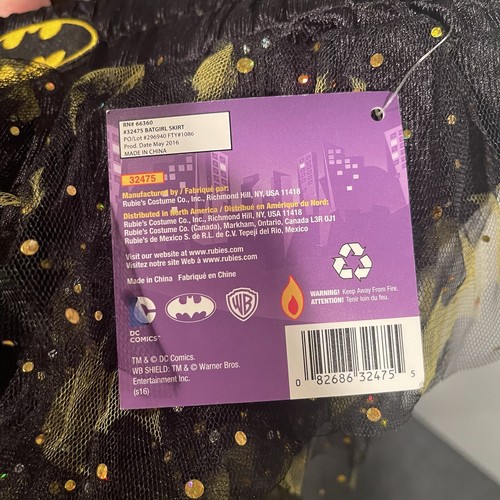 RN# 66360
#32475 BATGIRL SKIRT
PO/Lot #296940 FTY#1086
Prod. Date May 2016
MADE IN CHINA
32475
Manufactured by / Fabriqué par:
Rubie's Costume Co., Inc., Richmond Hill, NY, USA 11418
Distributed in North America / Distribué en Amérique du Nord:
Rubie's Costume Co., Inc., Richmond Hill, NY, USA 11418
Rubie's Costume Co. (Canada), Markham, Ontario, Canada L3R 0J1
Rubie's de Mexico S. de R.L. de C.V. Tepeji del Rio, Mexico
Visit our website at www.rubies.com
Visitez notre site Web à www.rubies.com
Made in China Fabriqué en Chine
WARNING! Keep Away From Fire.
ATTENTION! Tenir loin du feu.
DC
WB
DC
COMICS™
TM & © DC Comics.
WB SHIELD: TM & © Warner Bros.
Entertainment Inc.
(s16)
0 82686 32475 5